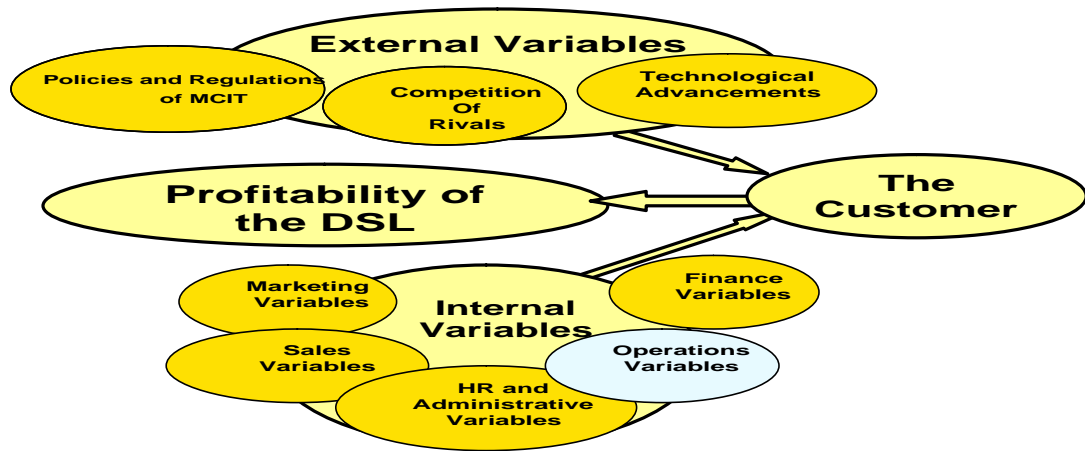 External Variables
Policies and Regulations
of MCIT
Competition
Of
Rivals
Technological
Advancements
Profitability of
the DSL
The
Customer
Marketing
Variables
Internal
Variables
Finance
Variables
Sales
Variables
Operations
Variables
HR and
Administrative
Variables